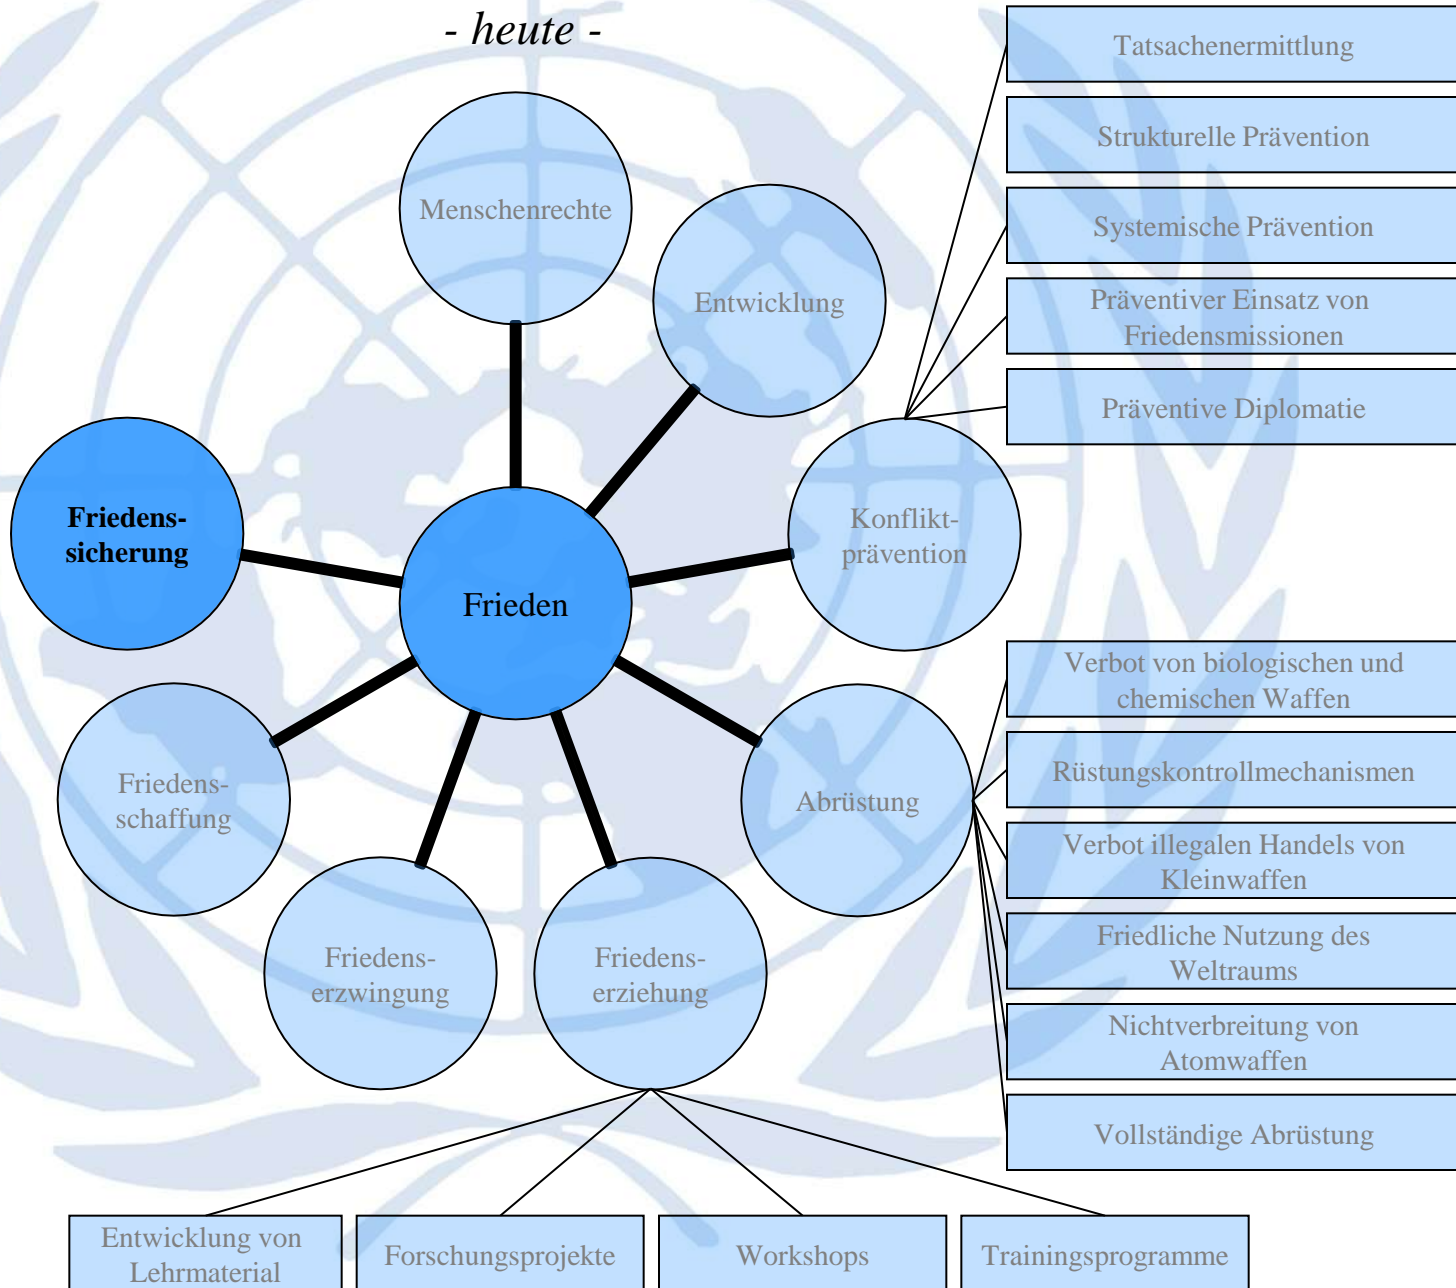 - heute -
Menschenrechte
Entwicklung
Konflikt-
prävention
Abrüstung
Friedens-
erziehung
Friedens-
erzwingung
Friedens-
schaffung
Friedens-
sicherung
Frieden
Tatsachenermittlung
Strukturelle Prävention
Systemische Prävention
Präventiver Einsatz von
Friedensmissionen
Präventive Diplomatie
Verbot von biologischen und
chemischen Waffen
Rüstungskontrollmechanismen
Verbot illegalen Handels von
Kleinwaffen
Friedliche Nutzung des
Weltraums
Nichtverbreitung von
Atomwaffen
Vollständige Abrüstung
Entwicklung von
Lehrmaterial
Forschungsprojekte
Workshops
Trainingsprogramme